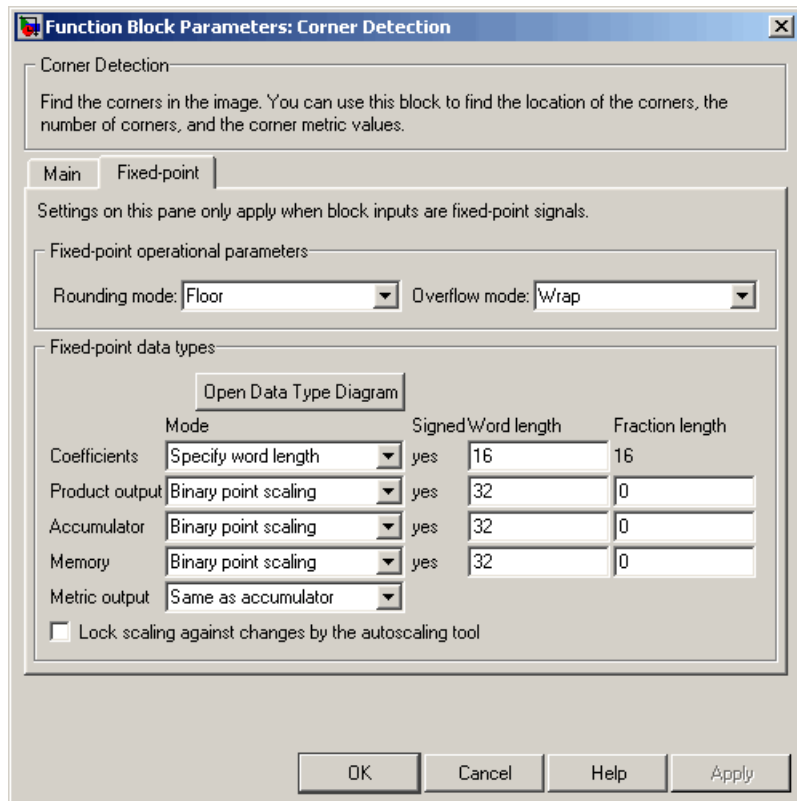 Function Block Parameters: Corner Detection
Corner Detection
Find the corners in the image. You can use this block to find the location of the corners, the
number of corners, and the corner metric values.
Main Fixed-point
Settings on this pane only apply when block inputs are fixed-point signals.
Fixed-point operational parameters
Rounding mode: Floor Overflow mode: Wrap
Fixed-point data types
Open Data Type Diagram
Mode Signed Word length Fraction length
Coefficients Specify word length yes 16 16
Product output Binary point scaling yes 32 0
Accumulator Binary point scaling yes 32 0
Memory Binary point scaling yes 32 0
Metric output Same as accumulator
Lock scaling against changes by the autoscaling tool
OK Cancel Help Apply